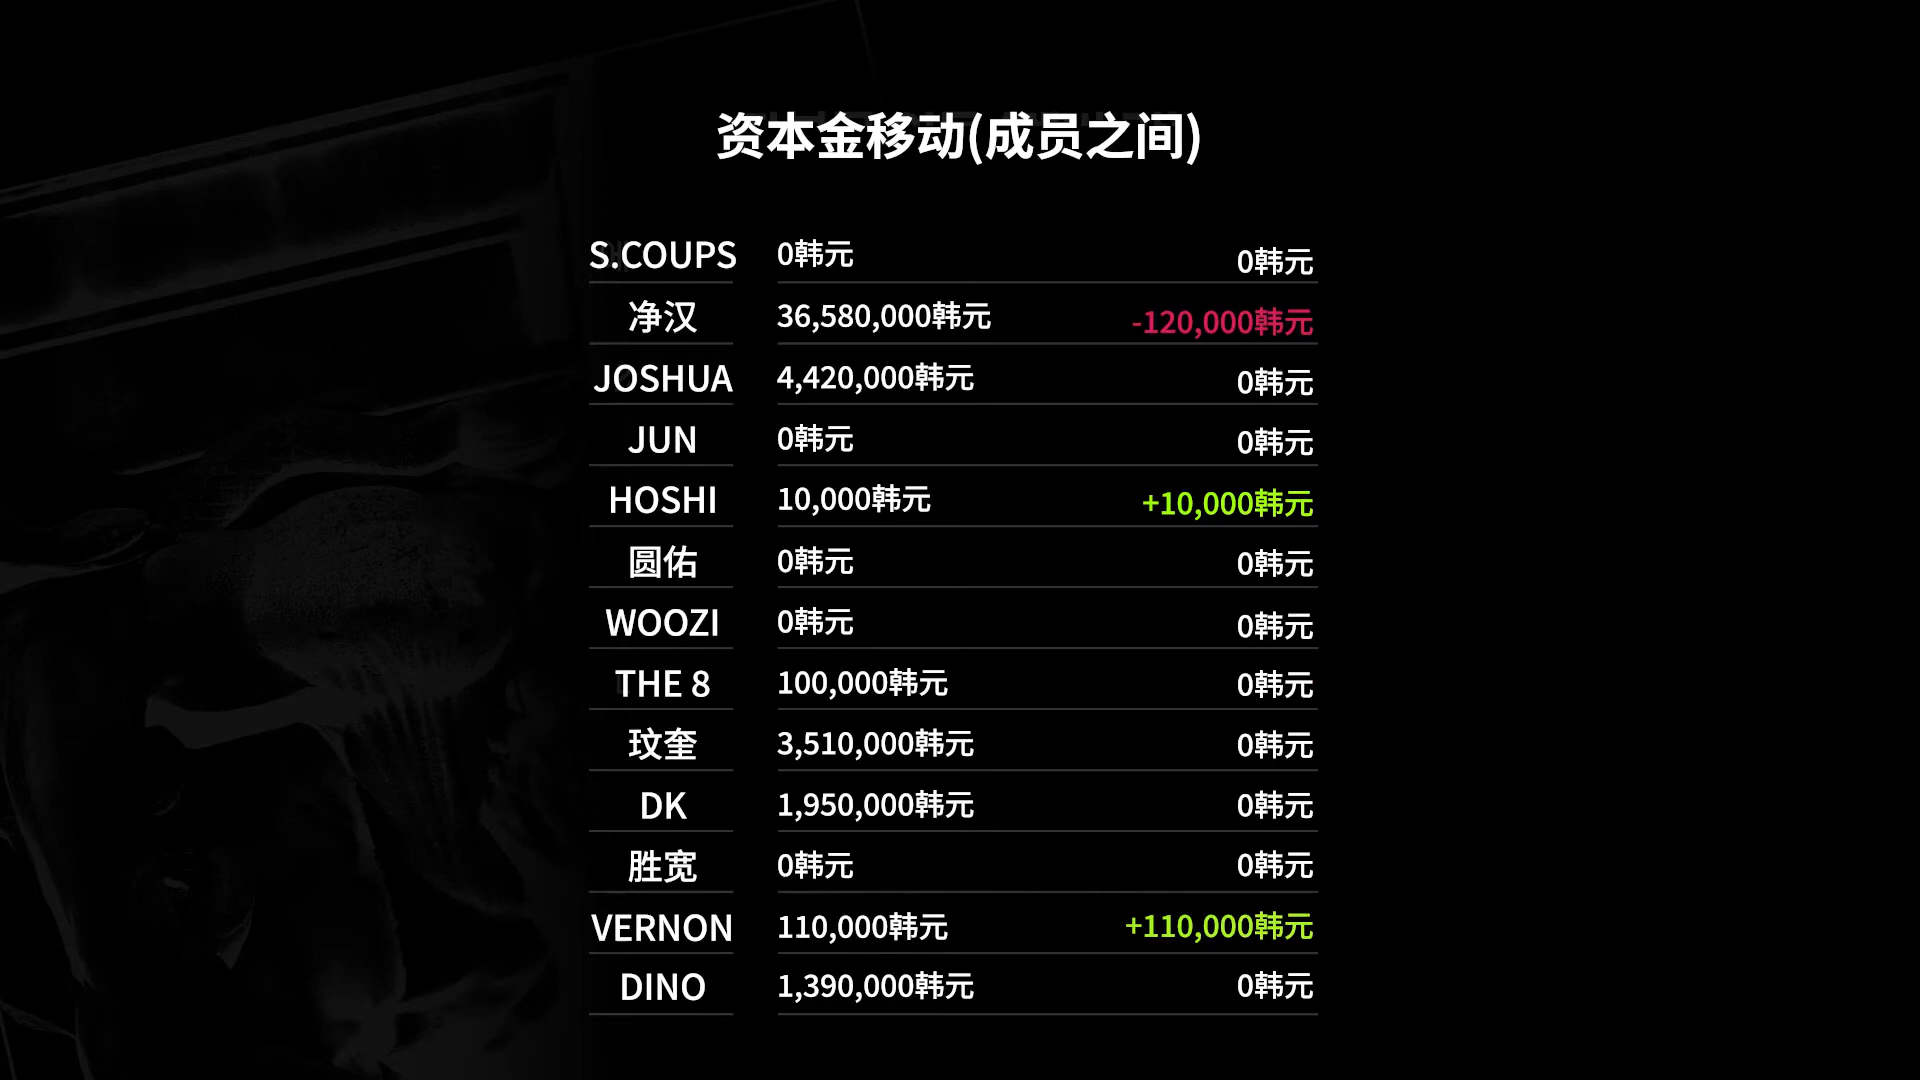 资本金移动(成员之间)
S.COUPS 0韩元 0韩元
净汉 36,580,000韩元 -120,000韩元
JOSHUA 4,420,000韩元 0韩元
JUN 0韩元 0韩元
HOSHI 10,000韩元 +10,000韩元
圆佑 0韩元 0韩元
WOOZI 0韩元 0韩元
THE 8 100,000韩元 0韩元
玟奎 3,510,000韩元 0韩元
DK 1,950,000韩元 0韩元
胜宽 0韩元 0韩元
VERNON 110,000韩元 +110,000韩元
DINO 1,390,000韩元 0韩元